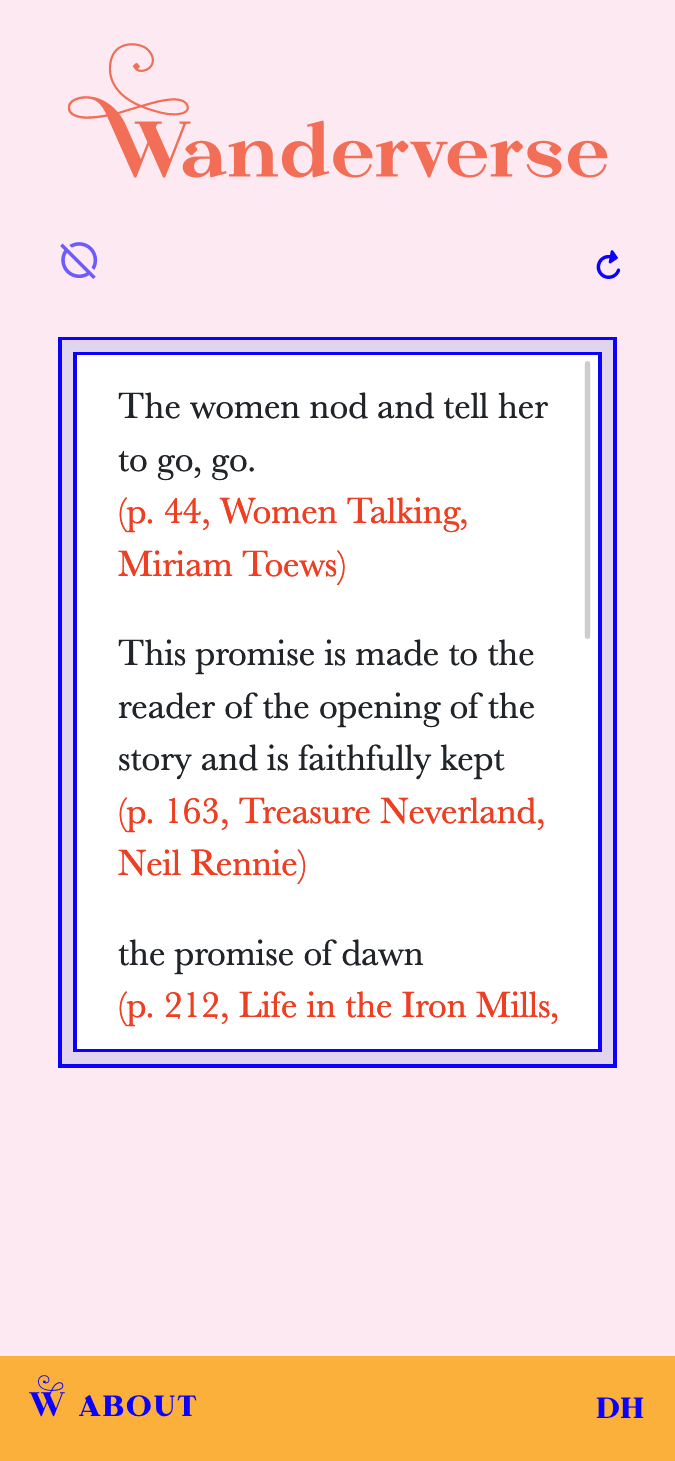 Wanderverse
The women nod and tell her
to go, go.
(p. 44, Women Talking,
Miriam Toews)
This promise is made to the
reader of the opening of the
story and is faithfully kept
(p. 163, Treasure Neverland,
Neil Rennie)
the promise of dawn
(p. 212, Life in the Iron Mills,
W ABOUT
DH